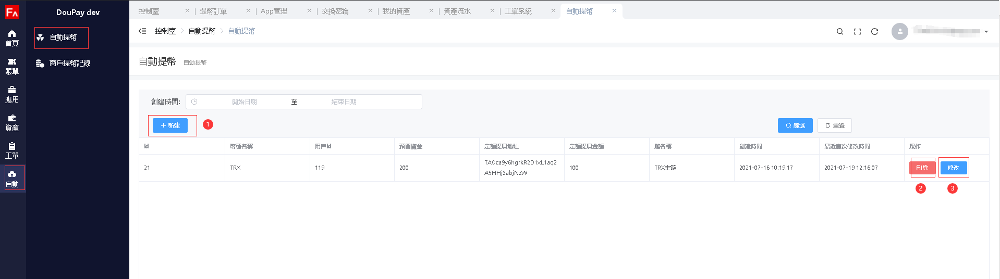 FA
DouPay dev
首頁
賬單
應用
資產
工單
自動
自動提幣
商戶提幣記錄
控制臺
提幣訂單
App管理
交換密鑰
我的資產
資產流水
工單系統
自動提幣
控制臺 > 自動提幣 > 自動提幣
自動提幣 自動提幣
創建時間: 開始日期 至 結束日期
+ 新建
1
篩選
重置
id 幣種名稱 用戶id 預留資金 定額提現地址 定額提現金額 鏈名稱 創建時間 最近壹次修改時間 操作
21 TRX 119 200 TACca9y6hgrkR2D1xL1aq2 100 TRX主鏈 2021-07-16 10:19:17 2021-07-19 12:16:07 刪除 修改
A5HHj3abjNzW
2
3